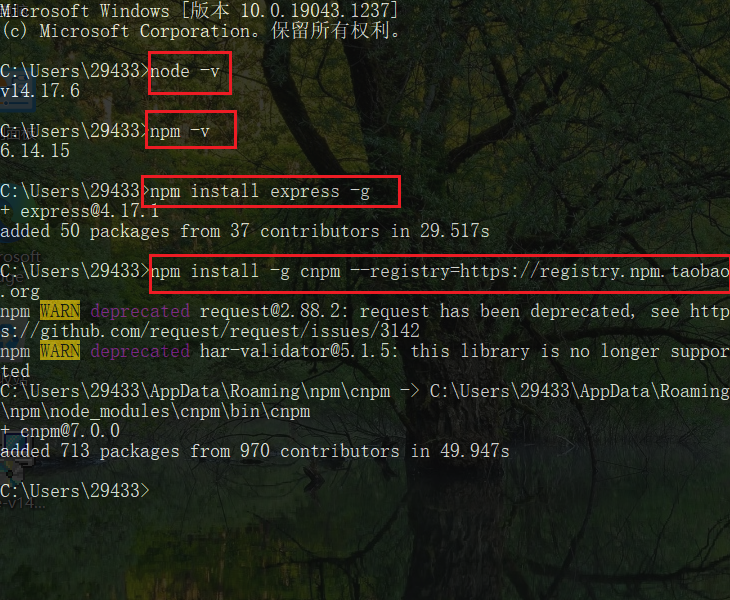 Microsoft Windows [版本 10.0.19043.1237]
(c) Microsoft Corporation。保留所有权利。
C:\Users\29433>node -v
v14.17.6
C:\Users\29433>npm -v
6.14.15
C:\Users\29433>npm install express -g
+ express@4.17.1
added 50 packages from 37 contributors in 29.517s
C:\Users\29433>npm install -g cnpm --registry=https://registry.npm.taobao
.org
npm WARN deprecated request@2.88.2: request has been deprecated, see http
s://github.com/request/request/issues/3142
npm WARN deprecated har-validator@5.1.5: this library is no longer suppor
ted
C:\Users\29433\AppData\Roaming\npm\cnpm -> C:\Users\29433\AppData\Roaming
\npm\node_modules\cnpm\bin\cnpm
+ cnpm@7.0.0
added 713 packages from 970 contributors in 49.947s
C:\Users\29433>